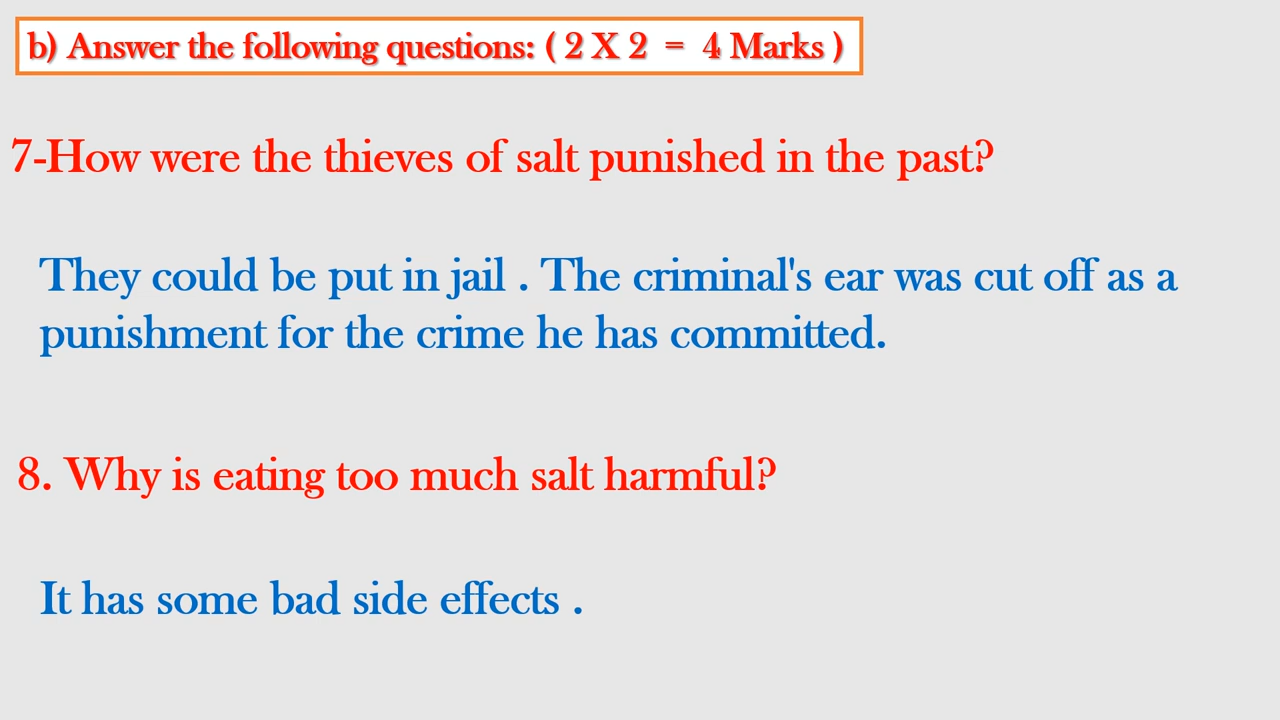 b) Answer the following questions: ( 2 X 2 = 4 Marks )
7-How were the thieves of salt punished in the past?
They could be put in jail . The criminal's ear was cut off as a
punishment for the crime he has committed.
8. Why is eating too much salt harmful?
It has some bad side effects .